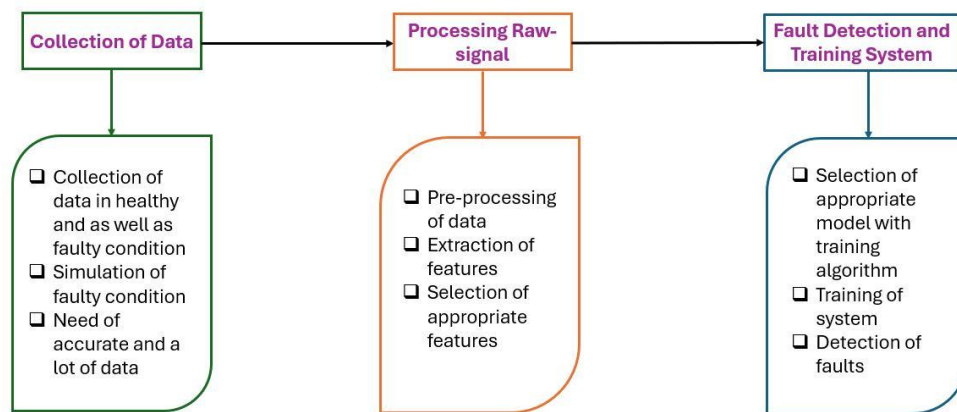 Collection of Data
Processing Raw-
signal
Fault Detection and
Training System
❑ Collection of
data in healthy
and as well as
faulty condition
❑ Simulation of
faulty condition
❑ Need of
accurate and a
lot of data
❑ Pre-processing
of data
❑ Extraction of
features
❑ Selection of
appropriate
features
❑ Selection of
appropriate
model with
training
algorithm
❑ Training of
system
❑ Detection of
faults